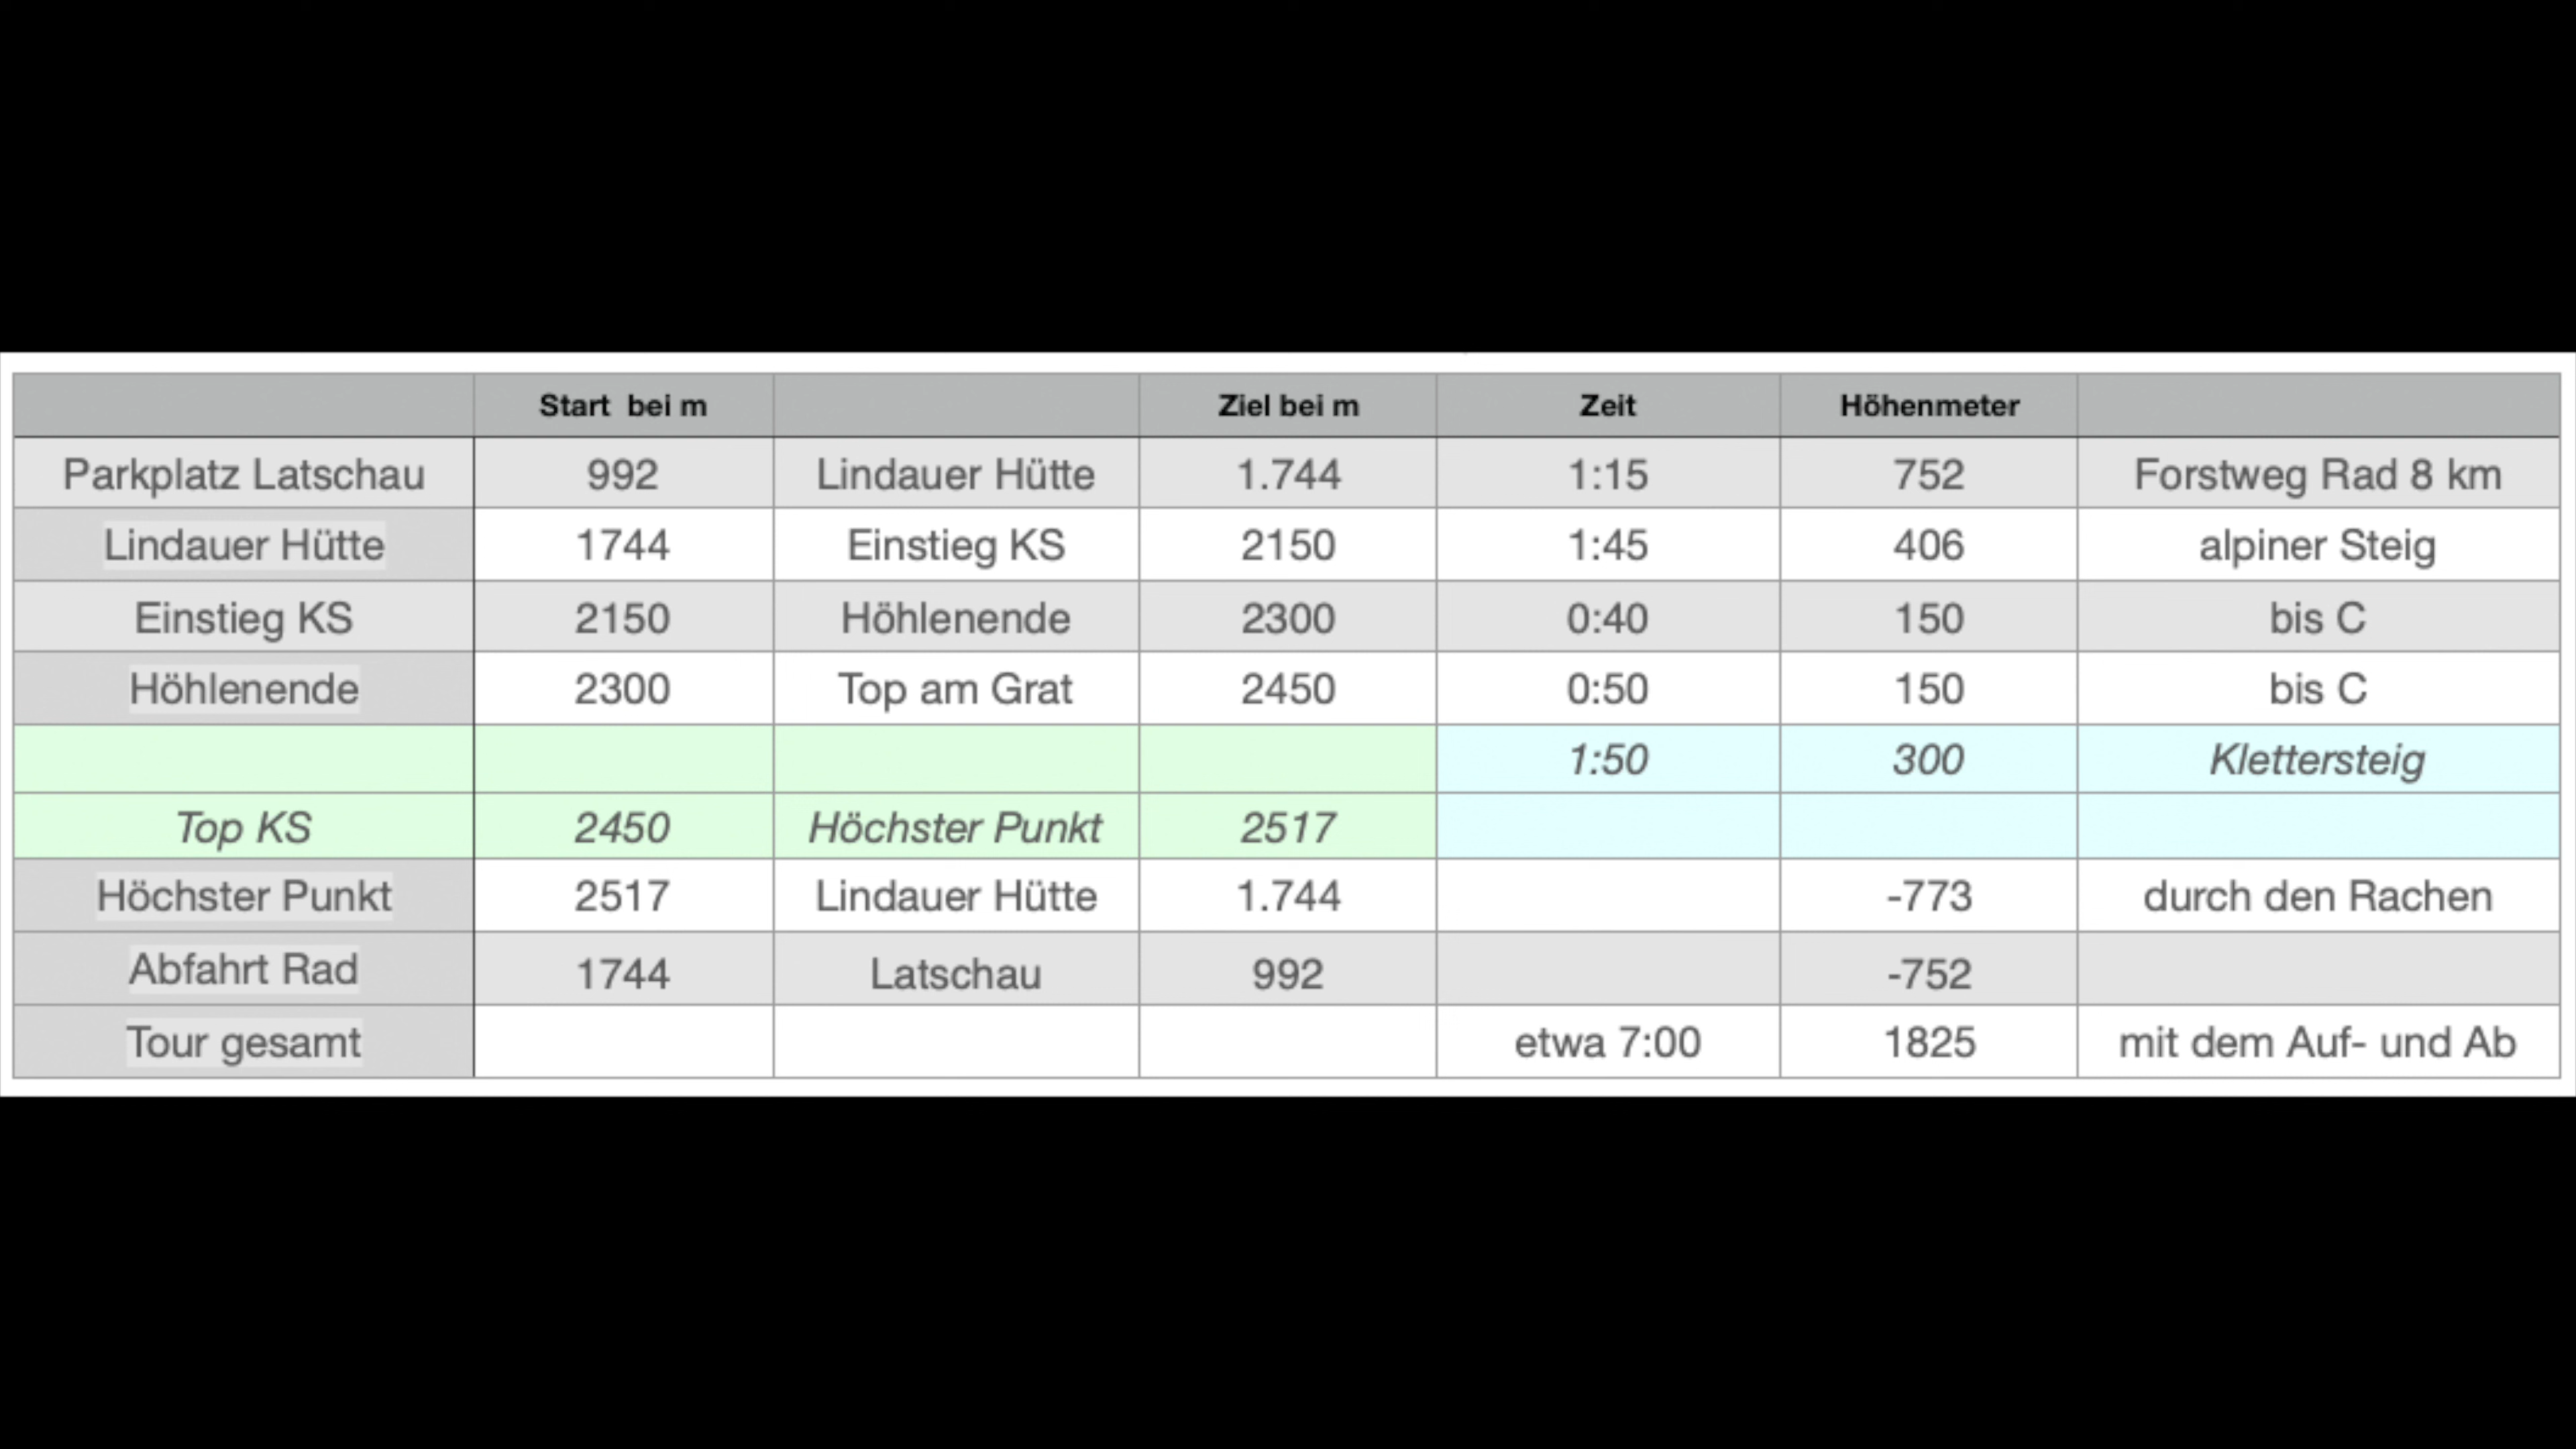 Start bei m Ziel bei m Zeit Höhenmeter
Parkplatz Latschau 992 Lindauer Hütte 1.744 1:15 752 Forstweg Rad 8 km
Lindauer Hütte 1744 Einstieg KS 2150 1:45 406 alpiner Steig
Einstieg KS 2150 Höhlenende 2300 0:40 150 bis C
Höhlenende 2300 Top am Grat 2450 0:50 150 bis C
1:50 300 Klettersteig
Top KS 2450 Höchster Punkt 2517
Höchster Punkt 2517 Lindauer Hütte 1.744 -773 durch den Rachen
Abfahrt Rad 1744 Latschau 992 -752
Tour gesamt etwa 7:00 1825 mit dem Auf- und Ab